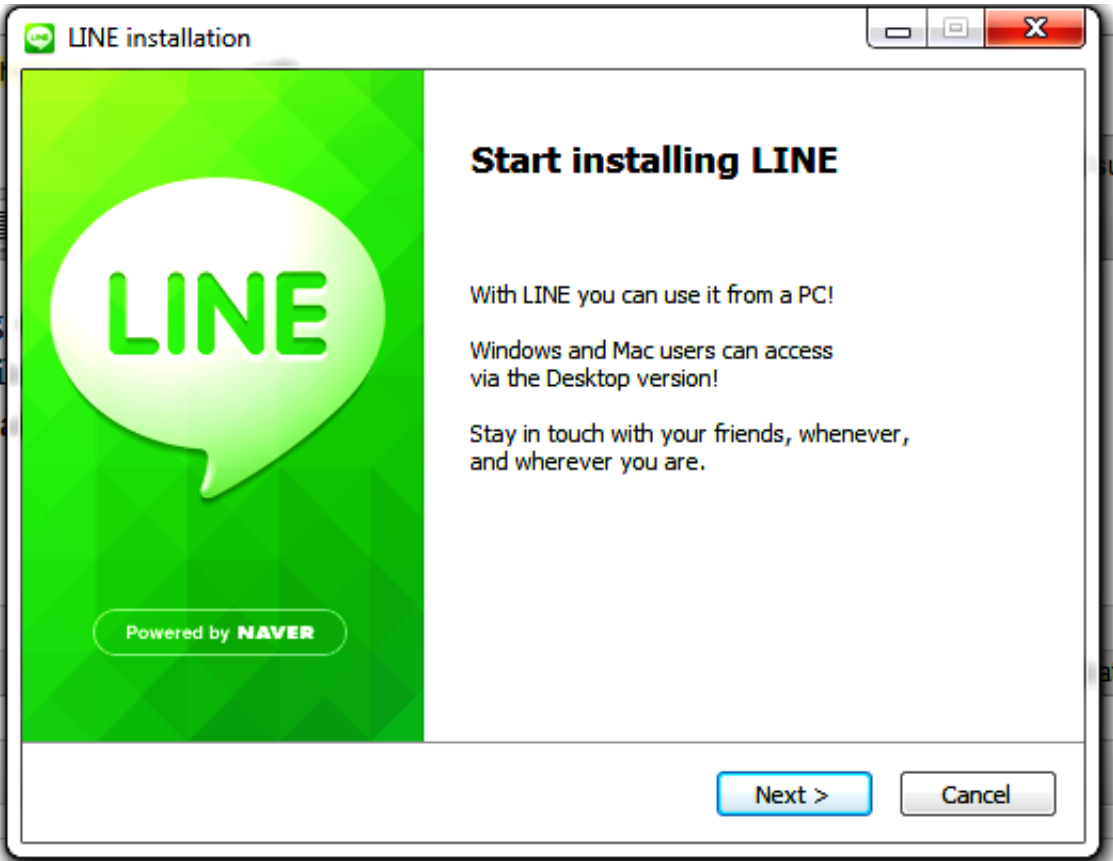 LINE installation
LINE
Start installing LINE
With LINE you can use it from a PC!
Windows and Mac users can access
via the Desktop version!
Stay in touch with your friends, whenever,
and wherever you are.
Powered by NAVER
Next >
Cancel